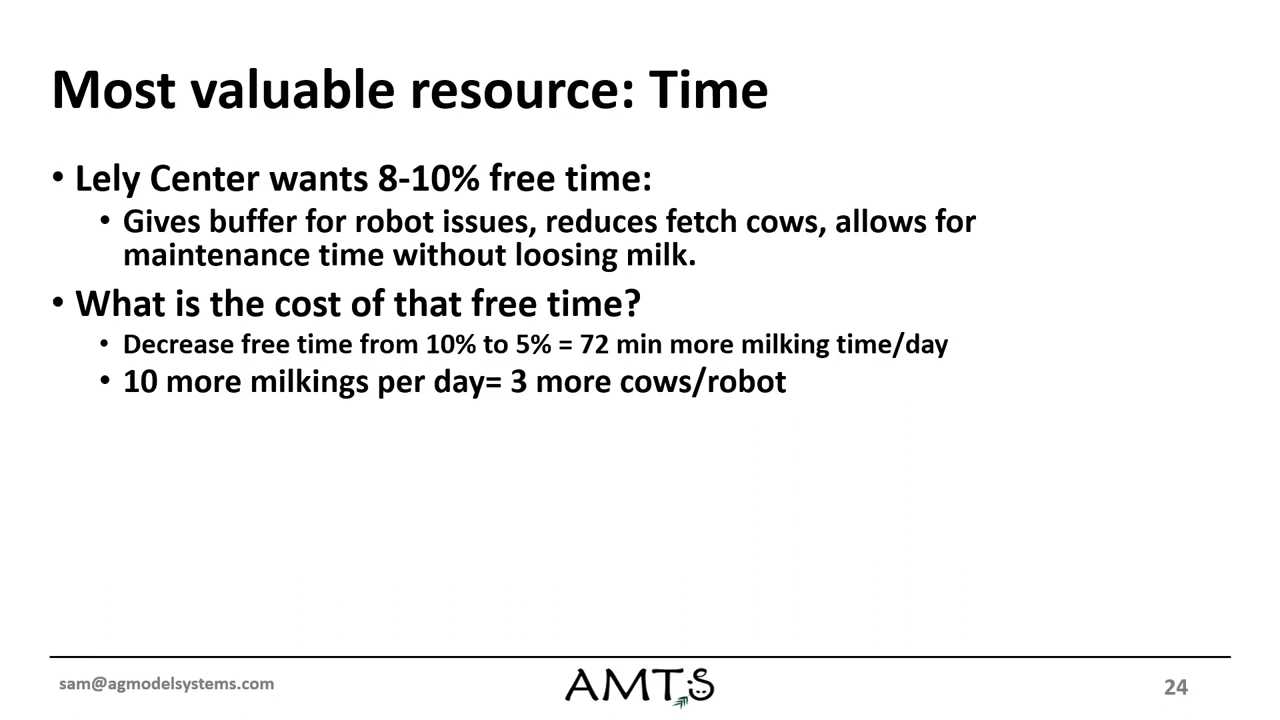 Most valuable resource: Time
• Lely Center wants 8-10% free time:
• Gives buffer for robot issues, reduces fetch cows, allows for
maintenance time without loosing milk.
• What is the cost of that free time?
• Decrease free time from 10% to 5% = 72 min more milking time/day
• 10 more milkings per day= 3 more cows/robot
sam@agmodelsystems.com
AMTS
24